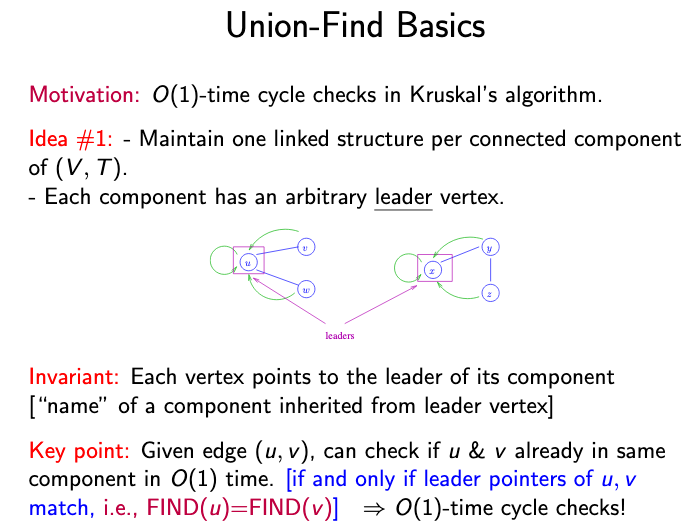 Union-Find Basics
Motivation: O(1)-time cycle checks in Kruskal's algorithm.
Idea #1: - Maintain one linked structure per connected component
of (V, T).
- Each component has an arbitrary leader vertex.
u
v
w
x
y
z
leaders
Invariant: Each vertex points to the leader of its component
["name" of a component inherited from leader vertex]
Key point: Given edge (u, v), can check if u & v already in same
component in O(1) time. [if and only if leader pointers of u, v
match, i.e., FIND(u)=FIND(v)] ⇒ O(1)-time cycle checks!